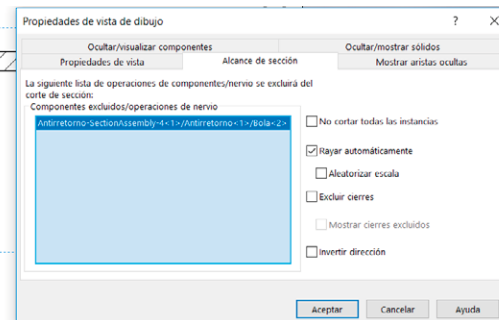 Propiedades de vista de dibujo
? X
Ocultar/visualizar componentes
Ocultar/mostrar sólidos
Propiedades de vista
Alcance de sección
Mostrar aristas ocultas
La siguiente lista de operaciones de componentes/nervio se excluirá del
corte de sección:
Componentes excluidos/operaciones de nervio
Antirretorno-SectionAssembly-4<1>/Antirretorno<1>/Bola<2>
No cortar todas las instancias
Rayar automáticamente
Aleatorizar escala
Excluir cierres
Mostrar cierres excluidos
Invertir dirección
Aceptar
Cancelar
Ayuda